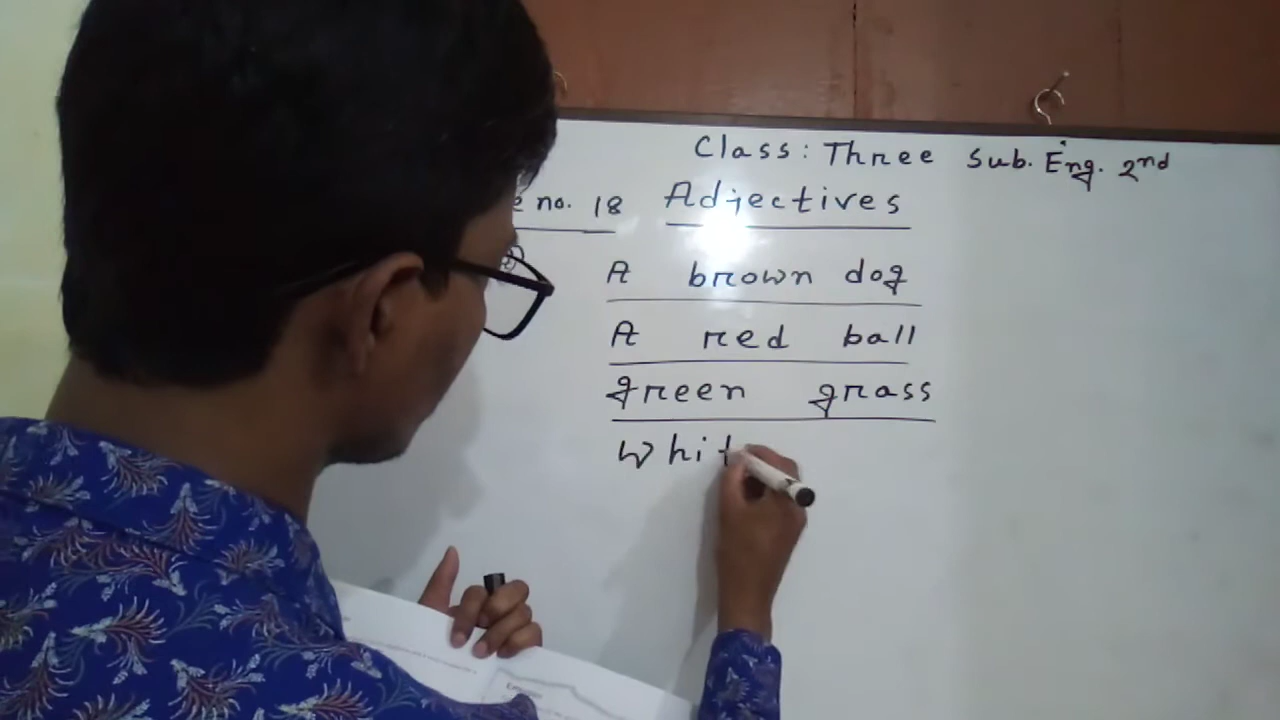 Class: Three Sub. Eng. 2nd
no. 18 Adjectives
A brown dog
A red ball
green grass
Whit